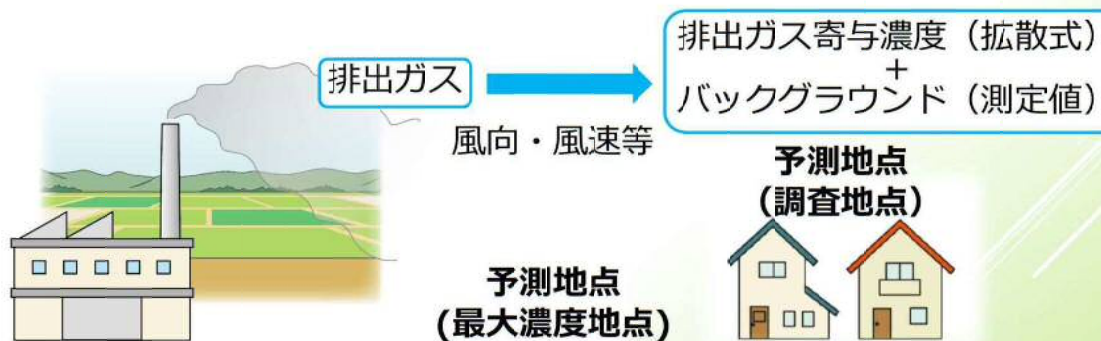 排出ガス
風向・風速等
排出ガス寄与濃度（拡散式）
+
バックグラウンド（測定値）
予測地点
（調査地点）
予測地点
(最大濃度地点)